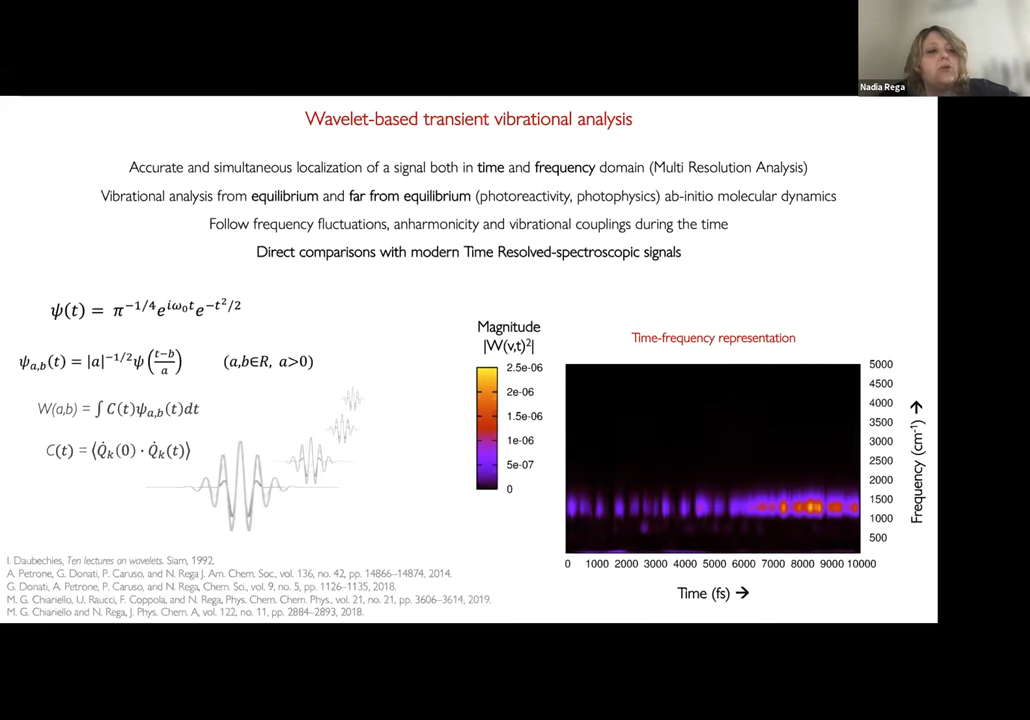 Nadia Rega
Wavelet-based transient vibrational analysis
Accurate and simultaneous localization of a signal both in time and frequency domain (Multi Resolution Analysis)
Vibrational analysis from equilibrium and far from equilibrium (photoreactivity, photophysics) ab-initio molecular dynamics
Follow frequency fluctuations, anharmonicity and vibrational couplings during the time
Direct comparisons with modern Time Resolved-spectroscopic signals
ψ(t) = π^{-1/4}e^{iω₀t}e^{-t²/2}
ψ_{a,b}(t) = |a|^{-1/2}ψ((t-b)/a) (a,b∈R, a>0)
W(a,b) = ∫ C(t)ψ_{a,b}(t)dt
C(t) = ⟨Q̇_k(0) · Q̇_k(t)⟩
Magnitude
|W(ν,t)²|
2.5e-06
2e-06
1.5e-06
1e-06
5e-07
0
Time-frequency representation
5000
4500
4000
3500
3000
2500
2000
1500
1000
500
Frequency (cm⁻¹) →
0 1000 2000 3000 4000 5000 6000 7000 8000 9000 10000
Time (fs) →
I. Daubechies, Ten lectures on wavelets. Siam, 1992.
A. Petrone, G. Donati, P. Caruso, and N. Rega J. Am. Chem. Soc., vol. 136, no. 42, pp. 14866–14874, 2014.
G. Donati, A. Petrone, P. Caruso, and N. Rega, Chem. Sci., vol. 9, no. 5, pp. 1126–1135, 2018.
M. G. Chiariello, U. Raucci, F. Coppola, and N. Rega, Phys. Chem. Chem. Phys., vol. 21, no. 21, pp. 3606–3614, 2019.
M. G. Chiariello and N. Rega, J. Phys. Chem. A, vol. 122, no. 11, pp. 2884–2893, 2018.